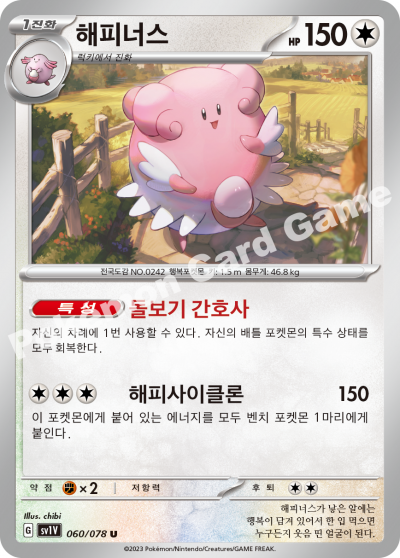 1진화
해피너스
HP 150
럭키에서 진화
전국도감 NO.0242 행복포켓몬 키: 1.5 m 몸무게: 46.8 kg
특성 돌보기 간호사
자신의 차례에 1번 사용할 수 있다. 자신의 배틀 포켓몬의 특수 상태를
모두 회복한다.
해피사이클론 150
이 포켓몬에게 붙어 있는 에너지를 모두 벤치 포켓몬 1마리에게
붙인다.
약점 ×2 저항력 후퇴
Illus. chibi
G sv1V 060/078 U
해피너스가 낳은 알에는
행복이 담겨 있어서 한 입 먹으면
누구든지 웃음 띤 얼굴이 된다.
©2023 Pokémon/Nintendo/Creatures/GAME FREAK.
Pokémon Card Game